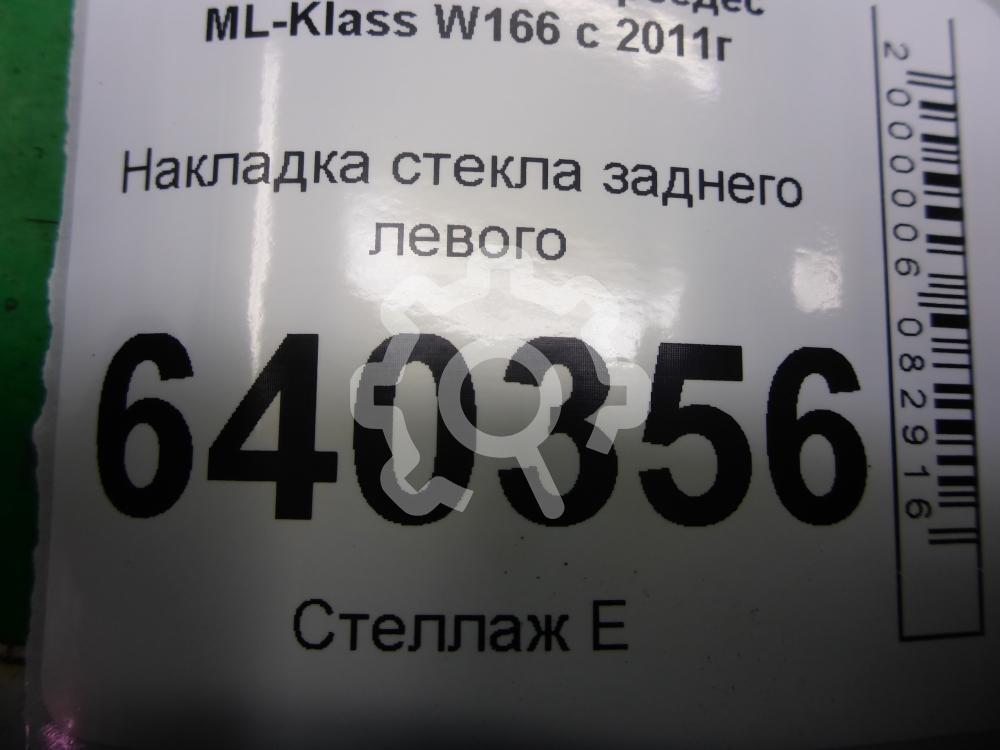 ML-Klass W166 с 2011г
Накладка стекла заднего
левого
640356
Стеллаж Е
2000006082916